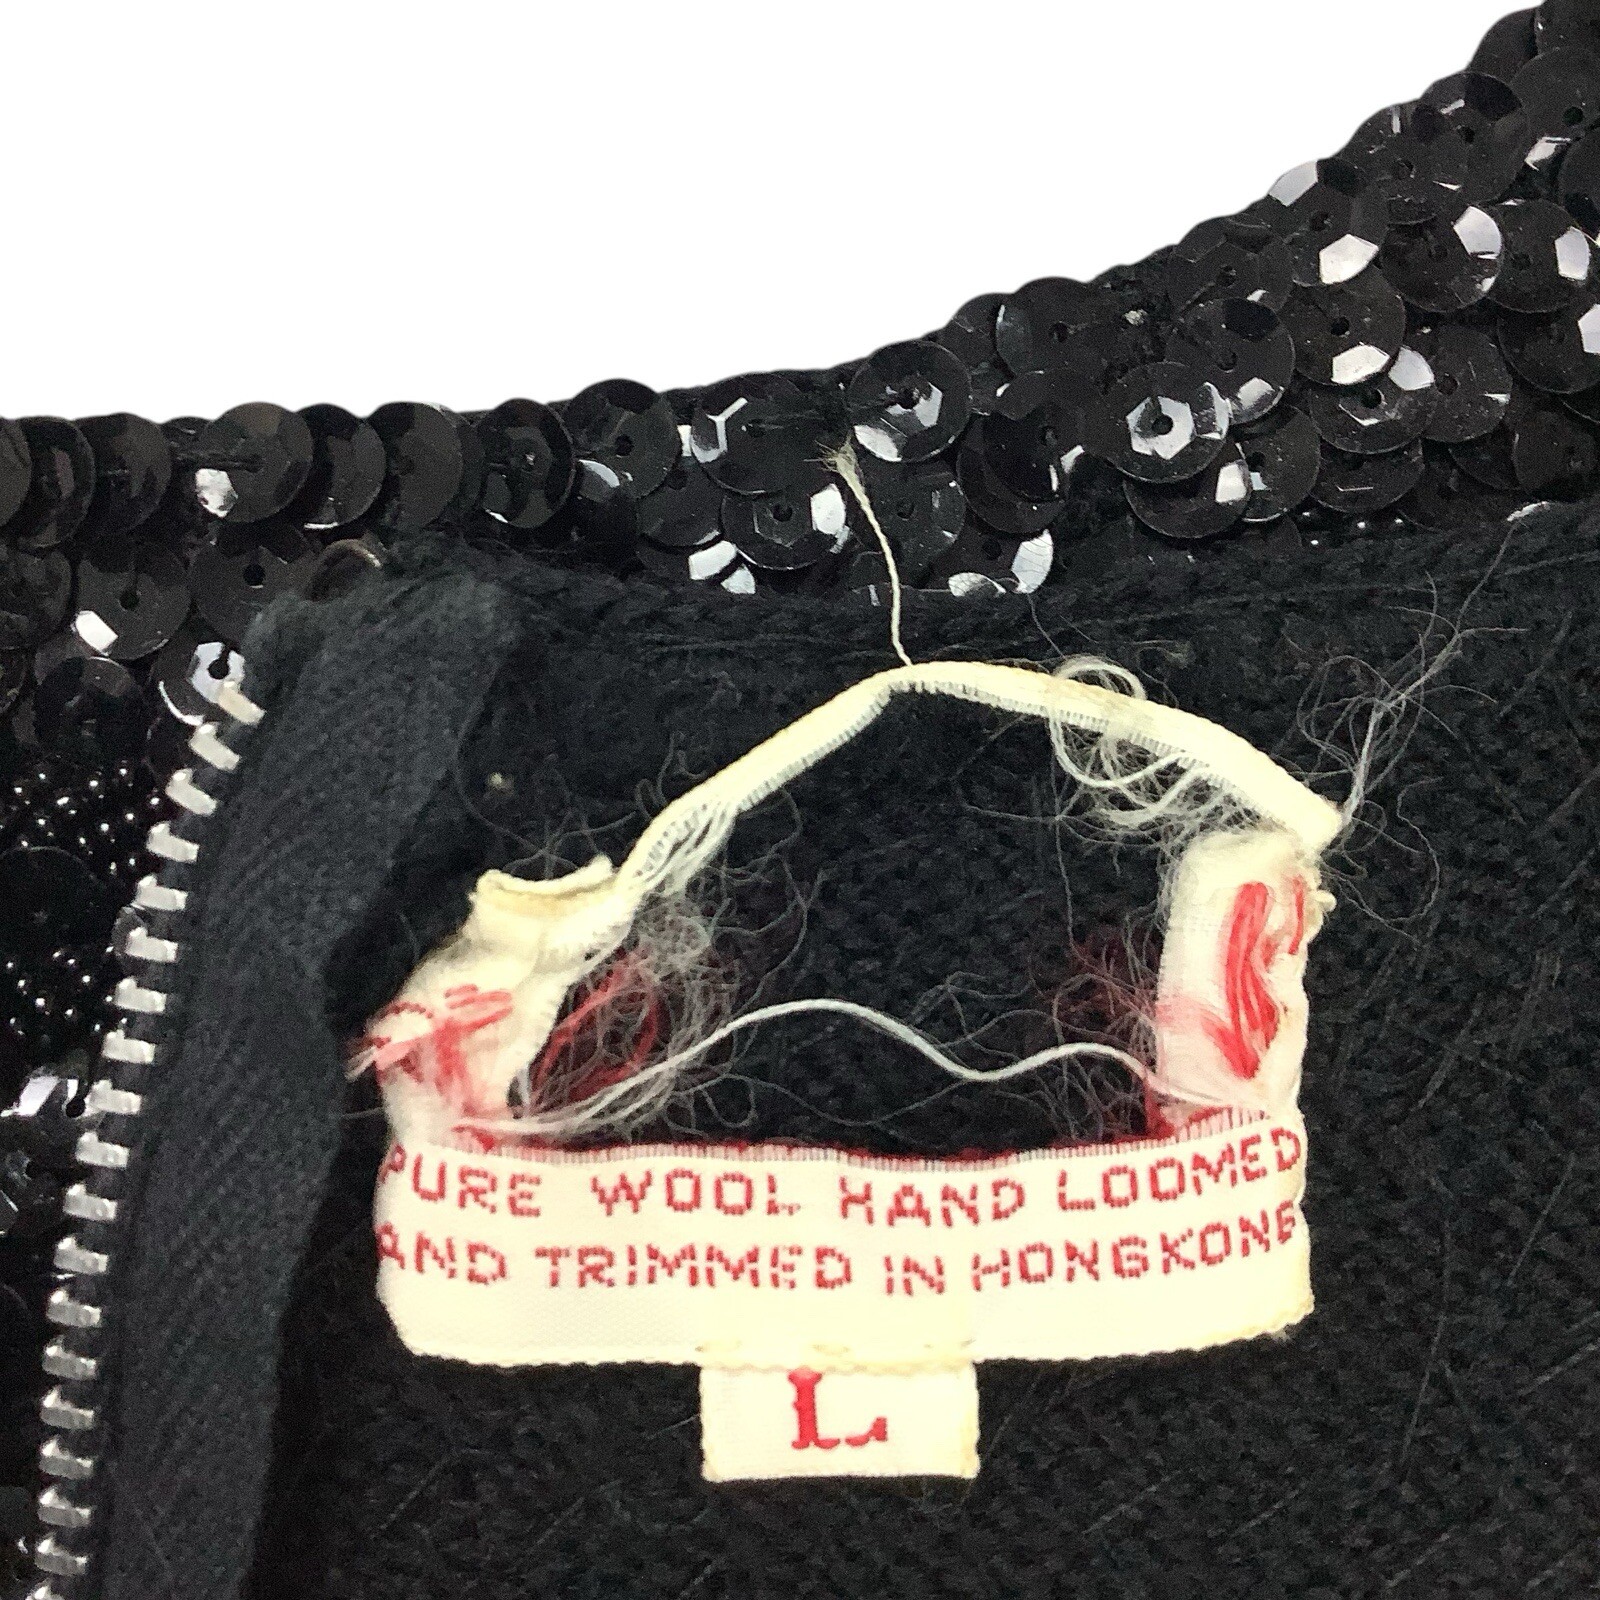 PURE WOOL HAND LOOMED
AND TRIMMED IN HONGKONG
L